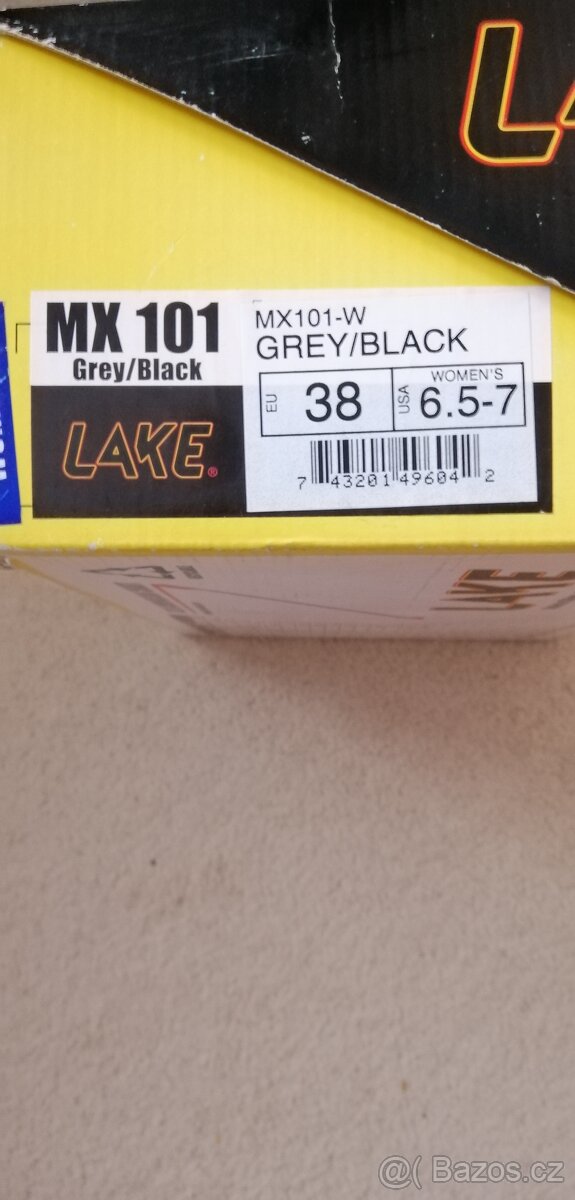 MX 101
Grey/Black
LAKE®
MX101-W
GREY/BLACK
EU 38
USA WOMEN'S 6.5-7
7 43201 49604 2
LAKE
@ Bazos.cz